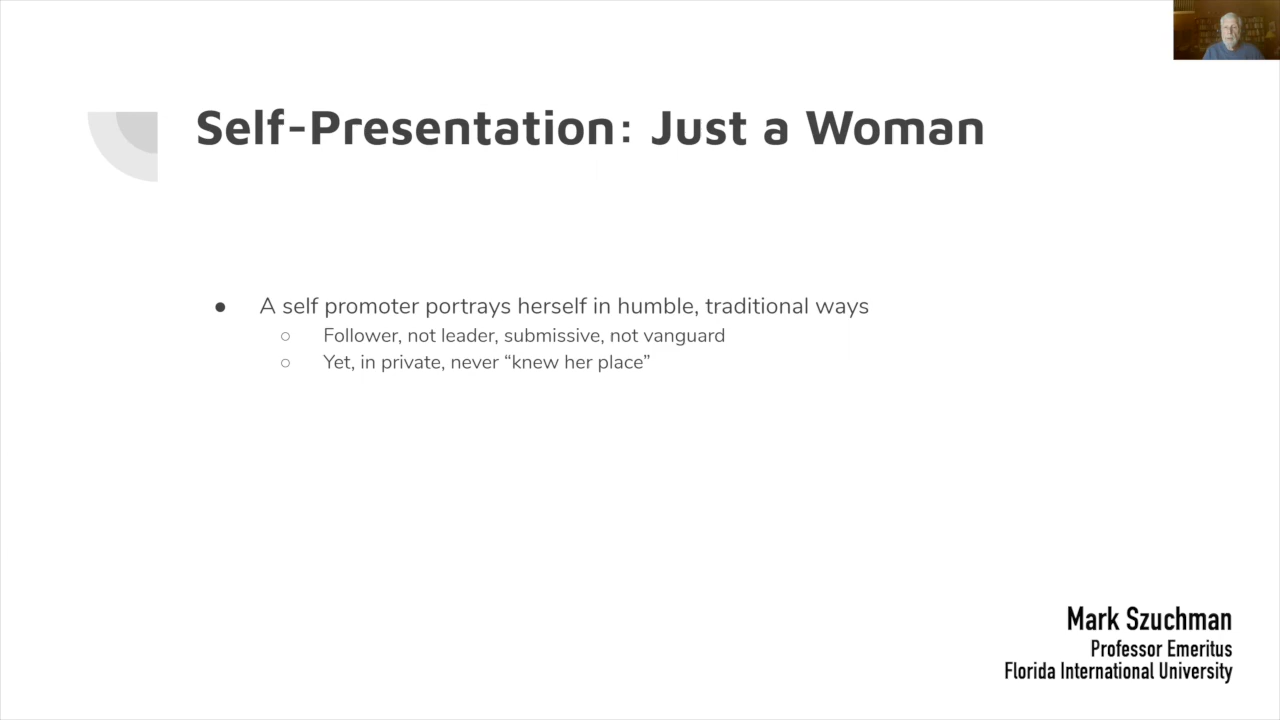 Self-Presentation: Just a Woman
● A self promoter portrays herself in humble, traditional ways
○ Follower, not leader, submissive, not vanguard
○ Yet, in private, never “knew her place”
Mark Szuchman
Professor Emeritus
Florida International University